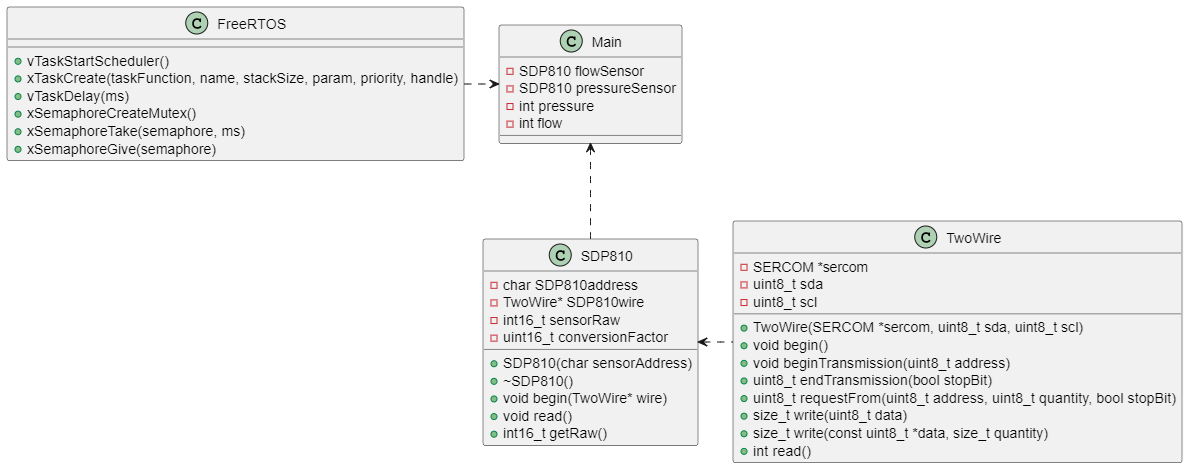 C FreeRTOS
vTaskStartScheduler()
xTaskCreate(taskFunction, name, stackSize, param, priority, handle)
vTaskDelay(ms)
xSemaphoreCreateMutex()
xSemaphoreTake(semaphore, ms)
xSemaphoreGive(semaphore)
C Main
SDP810 flowSensor
SDP810 pressureSensor
int pressure
int flow
C SDP810
char SDP810address
TwoWire* SDP810wire
int16_t sensorRaw
uint16_t conversionFactor
SDP810(char sensorAddress)
~SDP810()
void begin(TwoWire* wire)
void read()
int16_t getRaw()
C TwoWire
SERCOM *sercom
uint8_t sda
uint8_t scl
TwoWire(SERCOM *sercom, uint8_t sda, uint8_t scl)
void begin()
void beginTransmission(uint8_t address)
uint8_t endTransmission(bool stopBit)
uint8_t requestFrom(uint8_t address, uint8_t quantity, bool stopBit)
size_t write(uint8_t data)
size_t write(const uint8_t *data, size_t quantity)
int read()